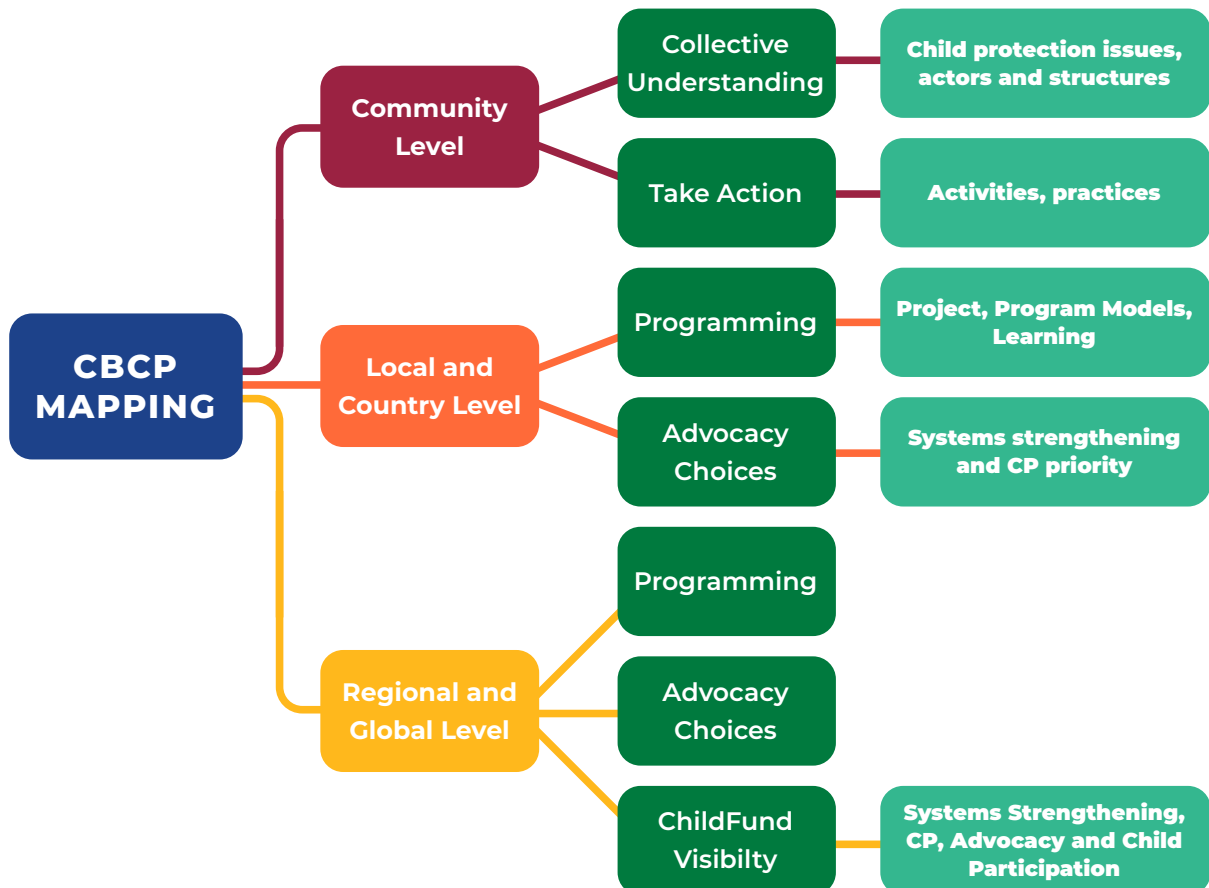 CBCP
MAPPING
Community
Level
Collective
Understanding
Child protection issues,
actors and structures
Take Action
Activities, practices
Local and
Country Level
Programming
Project, Program Models,
Learning
Advocacy
Choices
Systems strengthening
and CP priority
Regional and
Global Level
Programming
Advocacy
Choices
ChildFund
Visibilty
Systems Strengthening,
CP, Advocacy and Child
Participation